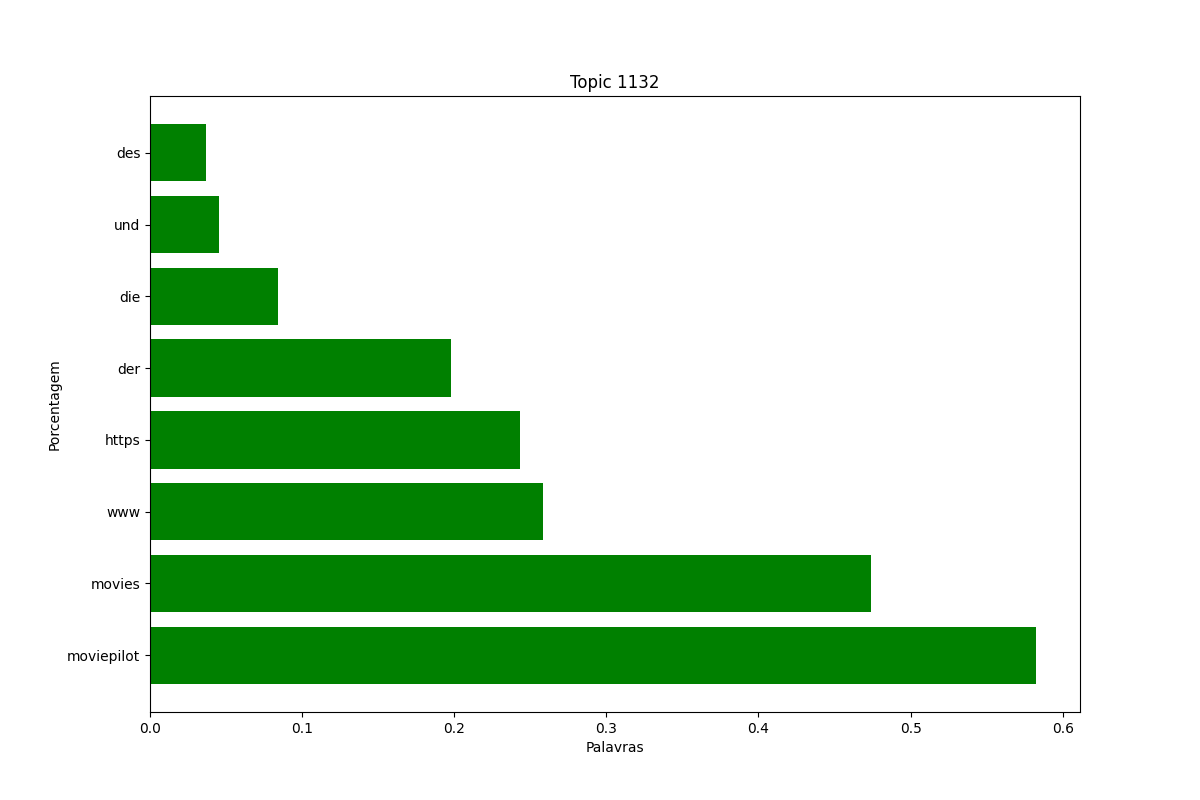 Topic 1132
des
und
die
der
https
www
movies
moviepilot
Porcentagem
0.0 0.1 0.2 0.3 0.4 0.5 0.6
Palavras